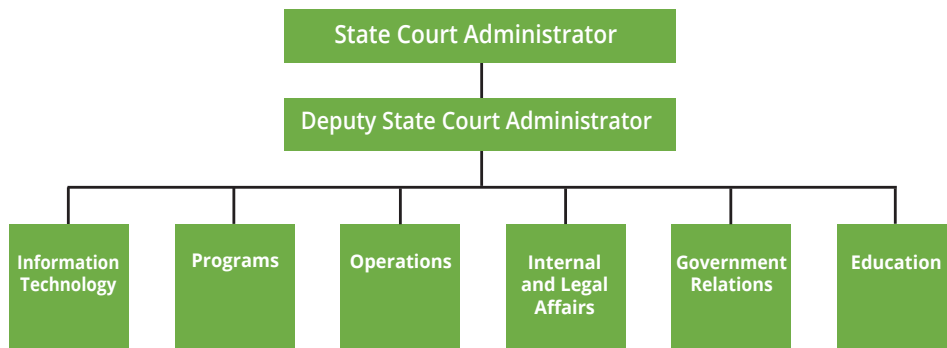 State Court Administrator
Deputy State Court Administrator
Information
Technology
Programs
Operations
Internal
and Legal
Affairs
Government
Relations
Education